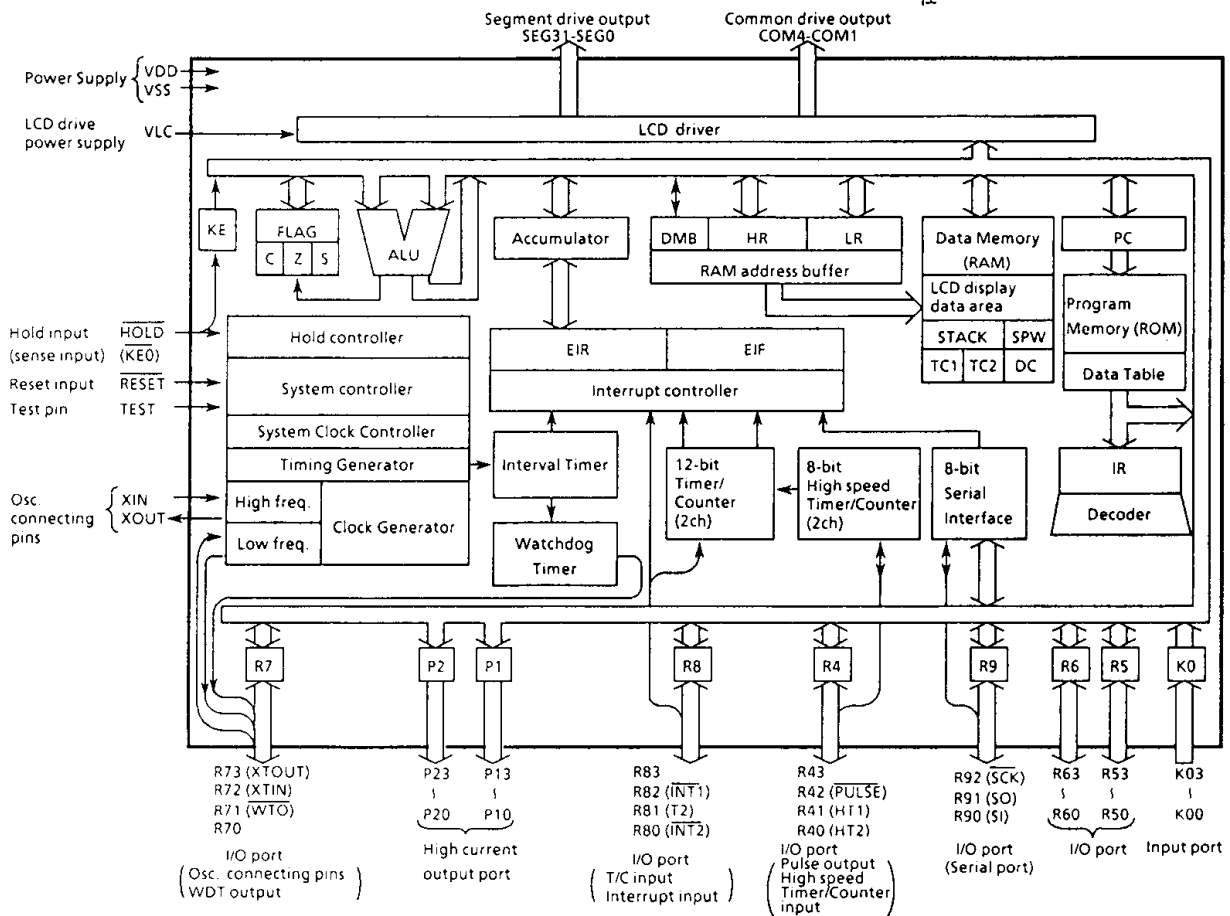 Segment drive output
SEG31-SEG0
Common drive output
COM4-COM1
Power Supply
VDD
VSS
LCD drive
power supply
VLC
LCD driver
KE
FLAG
C Z S
ALU
Accumulator
DMB HR LR
RAM address buffer
Data Memory
(RAM)
LCD display
data area
STACK SPW
TC1 TC2 DC
PC
Program
Memory (ROM)
Data Table
Hold input
(sense input)
H̅O̅L̅D̅
(K̅E̅0̅)
Reset input
R̅E̅S̅E̅T̅
Test pin
TEST
Hold controller
System controller
System Clock Controller
Timing Generator
High freq.
Low freq.
Clock Generator
EIR EIF
Interrupt controller
Interval Timer
Watchdog
Timer
12-bit
Timer/
Counter
(2ch)
8-bit
High speed
Timer/Counter
(2ch)
8-bit
Serial
Interface
IR
Decoder
Osc.
connecting
pins
XIN
XOUT
R7 P2 P1 R8 R4 R9 R6 R5 K0
R73 (XTOUT)
R72 (XTIN)
R71 (W̅T̅O̅)
R70
I/O port
(Osc. connecting pins
WDT output)
P23
~
P20
P13
~
P10
High current
output port
R83
R82 (I̅N̅T̅1̅)
R81 (T2)
R80 (I̅N̅T̅2̅)
I/O port
(T/C input
Interrupt input)
R43
R42 (P̅U̅L̅S̅E̅)
R41 (HT1)
R40 (HT2)
I/O port
(Pulse output
High speed
Timer/Counter
input)
R92 (S̅C̅K̅)
R91 (SO)
R90 (SI)
I/O port
(Serial port)
R63
~
R60
R53
~
R50
I/O port
K03
~
K00
Input port